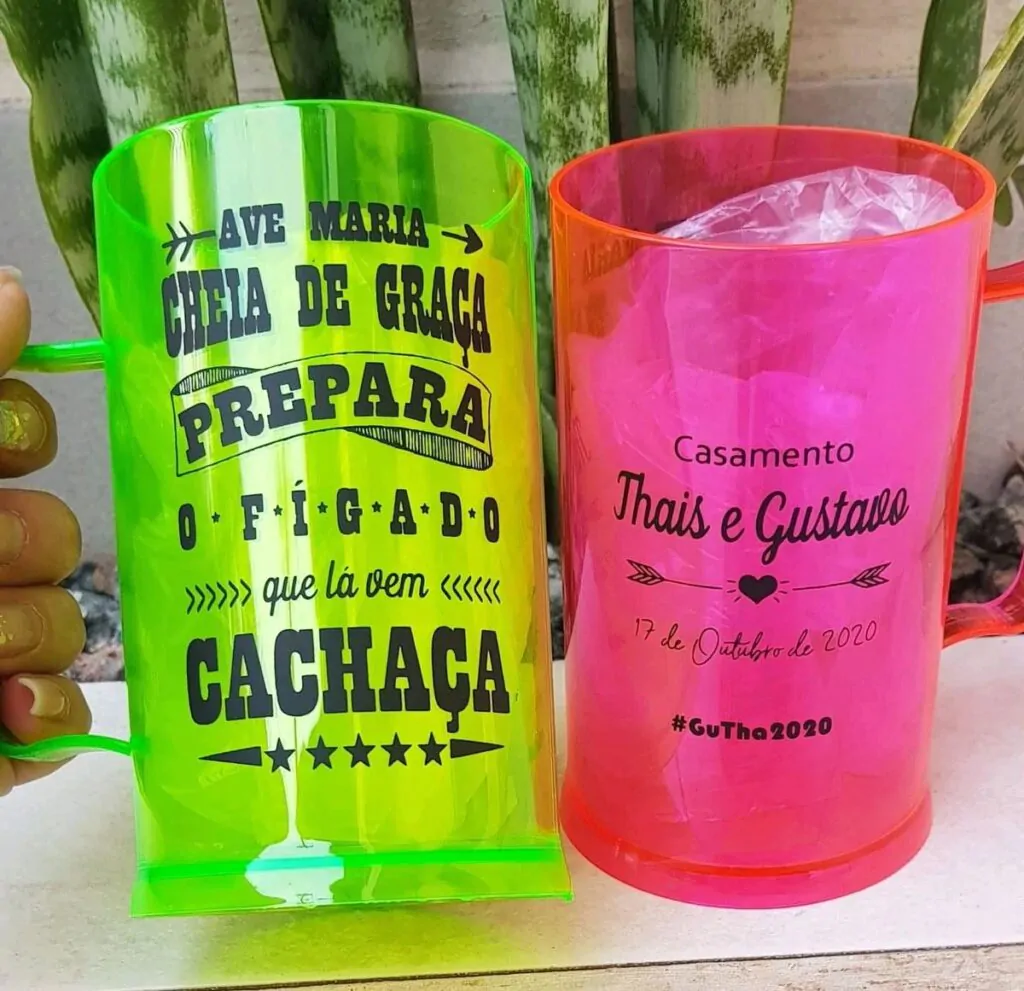 AVE MARIA
CHEIA DE GRAÇA
PREPARA
O FÍGADO
que lá vem
CACHAÇA
Casamento
Thais e Gustavo
17 de Outubro de 2020
#GuTha2020